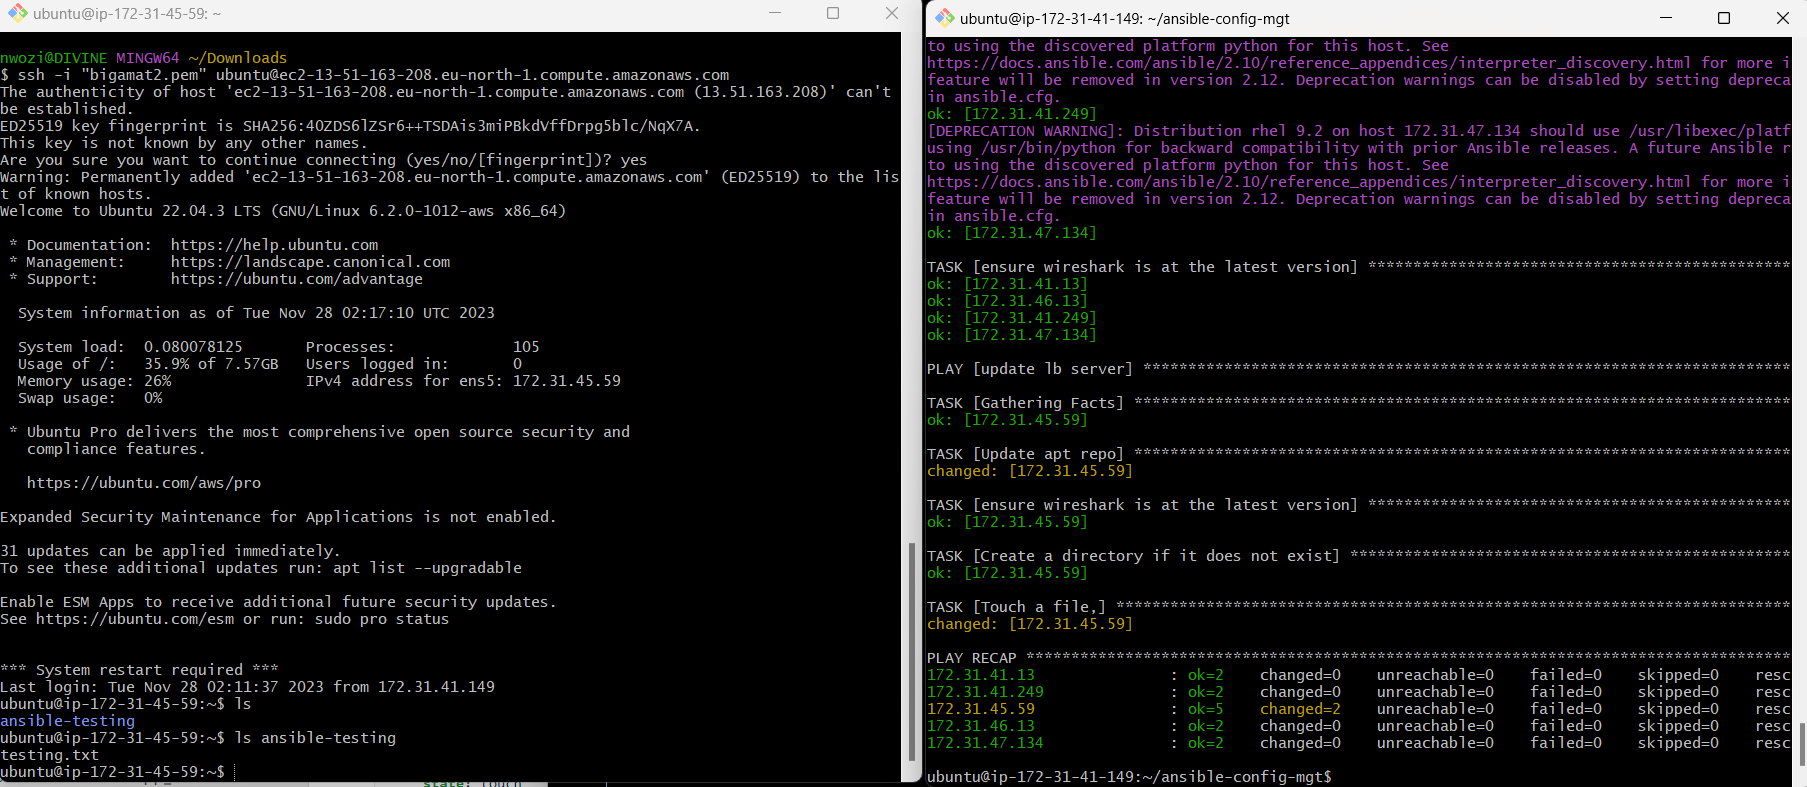 ubuntu@ip-172-31-45-59: ~
nwozi@DIVINE MINGW64 ~/Downloads
$ ssh -i "bigamat2.pem" ubuntu@ec2-13-51-163-208.eu-north-1.compute.amazonaws.com
The authenticity of host 'ec2-13-51-163-208.eu-north-1.compute.amazonaws.com (13.51.163.208)' can't
be established.
ED25519 key fingerprint is SHA256:40ZDS6lZSr6++TSDAis3miPBkdVffDrpg5blc/NqX7A.
This key is not known by any other names.
Are you sure you want to continue connecting (yes/no/[fingerprint])? yes
Warning: Permanently added 'ec2-13-51-163-208.eu-north-1.compute.amazonaws.com' (ED25519) to the lis
t of known hosts.
Welcome to Ubuntu 22.04.3 LTS (GNU/Linux 6.2.0-1012-aws x86_64)
* Documentation:  https://help.ubuntu.com
* Management:     https://landscape.canonical.com
* Support:        https://ubuntu.com/advantage
System information as of Tue Nov 28 02:17:10 UTC 2023
System load:  0.080078125       Processes:             105
Usage of /:   35.9% of 7.57GB   Users logged in:       0
Memory usage: 26%               IPv4 address for ens5: 172.31.45.59
Swap usage:   0%
* Ubuntu Pro delivers the most comprehensive open source security and
compliance features.
https://ubuntu.com/aws/pro
Expanded Security Maintenance for Applications is not enabled.
31 updates can be applied immediately.
To see these additional updates run: apt list --upgradable
Enable ESM Apps to receive additional future security updates.
See https://ubuntu.com/esm or run: sudo pro status
*** System restart required ***
Last login: Tue Nov 28 02:11:37 2023 from 172.31.41.149
ubuntu@ip-172-31-45-59:~$ ls
ansible-testing
ubuntu@ip-172-31-45-59:~$ ls ansible-testing
testing.txt
ubuntu@ip-172-31-45-59:~$
ubuntu@ip-172-31-41-149: ~/ansible-config-mgt
to using the discovered platform python for this host. See
https://docs.ansible.com/ansible/2.10/reference_appendices/interpreter_discovery.html for more i
feature will be removed in version 2.12. Deprecation warnings can be disabled by setting depreca
in ansible.cfg.
ok: [172.31.41.249]
[DEPRECATION WARNING]: Distribution rhel 9.2 on host 172.31.47.134 should use /usr/libexec/platf
using /usr/bin/python for backward compatibility with prior Ansible releases. A future Ansible r
to using the discovered platform python for this host. See
https://docs.ansible.com/ansible/2.10/reference_appendices/interpreter_discovery.html for more i
feature will be removed in version 2.12. Deprecation warnings can be disabled by setting depreca
in ansible.cfg.
ok: [172.31.47.134]
TASK [ensure wireshark is at the latest version] ***********************************************
ok: [172.31.41.13]
ok: [172.31.46.13]
ok: [172.31.41.249]
ok: [172.31.47.134]
PLAY [update lb server] ************************************************************************
TASK [Gathering Facts] *************************************************************************
ok: [172.31.45.59]
TASK [Update apt repo] *************************************************************************
changed: [172.31.45.59]
TASK [ensure wireshark is at the latest version] ***********************************************
ok: [172.31.45.59]
TASK [Create a directory if it does not exist] *************************************************
ok: [172.31.45.59]
TASK [Touch a file,] ***************************************************************************
changed: [172.31.45.59]
PLAY RECAP *************************************************************************************
172.31.41.13               : ok=2    changed=0    unreachable=0    failed=0    skipped=0    resc
172.31.41.249              : ok=2    changed=0    unreachable=0    failed=0    skipped=0    resc
172.31.45.59               : ok=5    changed=2    unreachable=0    failed=0    skipped=0    resc
172.31.46.13               : ok=2    changed=0    unreachable=0    failed=0    skipped=0    resc
172.31.47.134              : ok=2    changed=0    unreachable=0    failed=0    skipped=0    resc
ubuntu@ip-172-31-41-149:~/ansible-config-mgt$